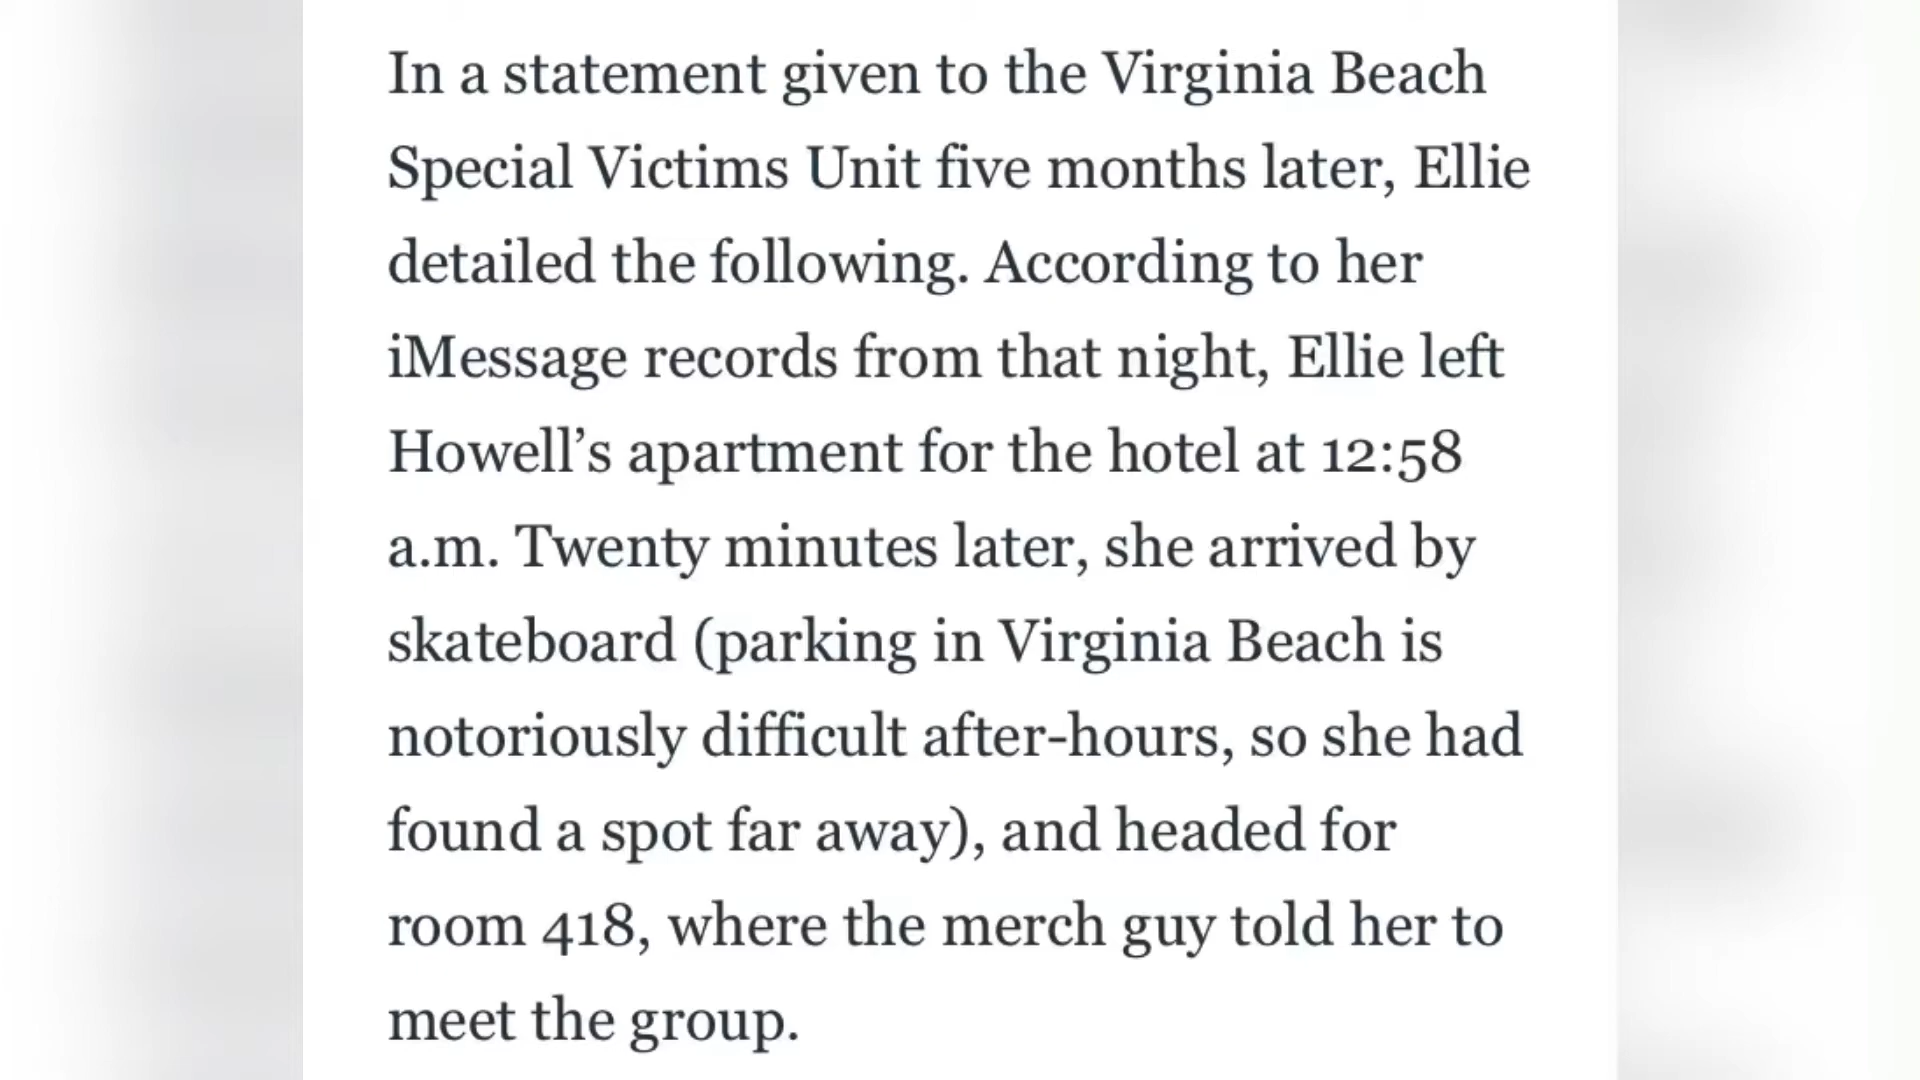 In a statement given to the Virginia Beach
Special Victims Unit five months later, Ellie
detailed the following. According to her
iMessage records from that night, Ellie left
Howell’s apartment for the hotel at 12:58
a.m. Twenty minutes later, she arrived by
skateboard (parking in Virginia Beach is
notoriously difficult after-hours, so she had
found a spot far away), and headed for
room 418, where the merch guy told her to
meet the group.